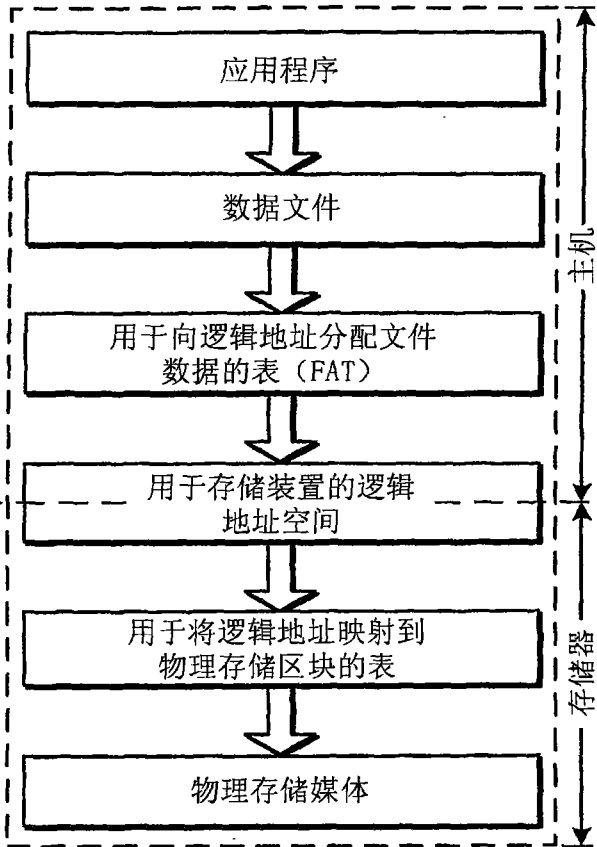 应用程序
数据文件
用于向逻辑地址分配文件
数据的表（FAT）
用于存储装置的逻辑
地址空间
用于将逻辑地址映射到
物理存储区块的表
物理存储媒体
主机
存储器